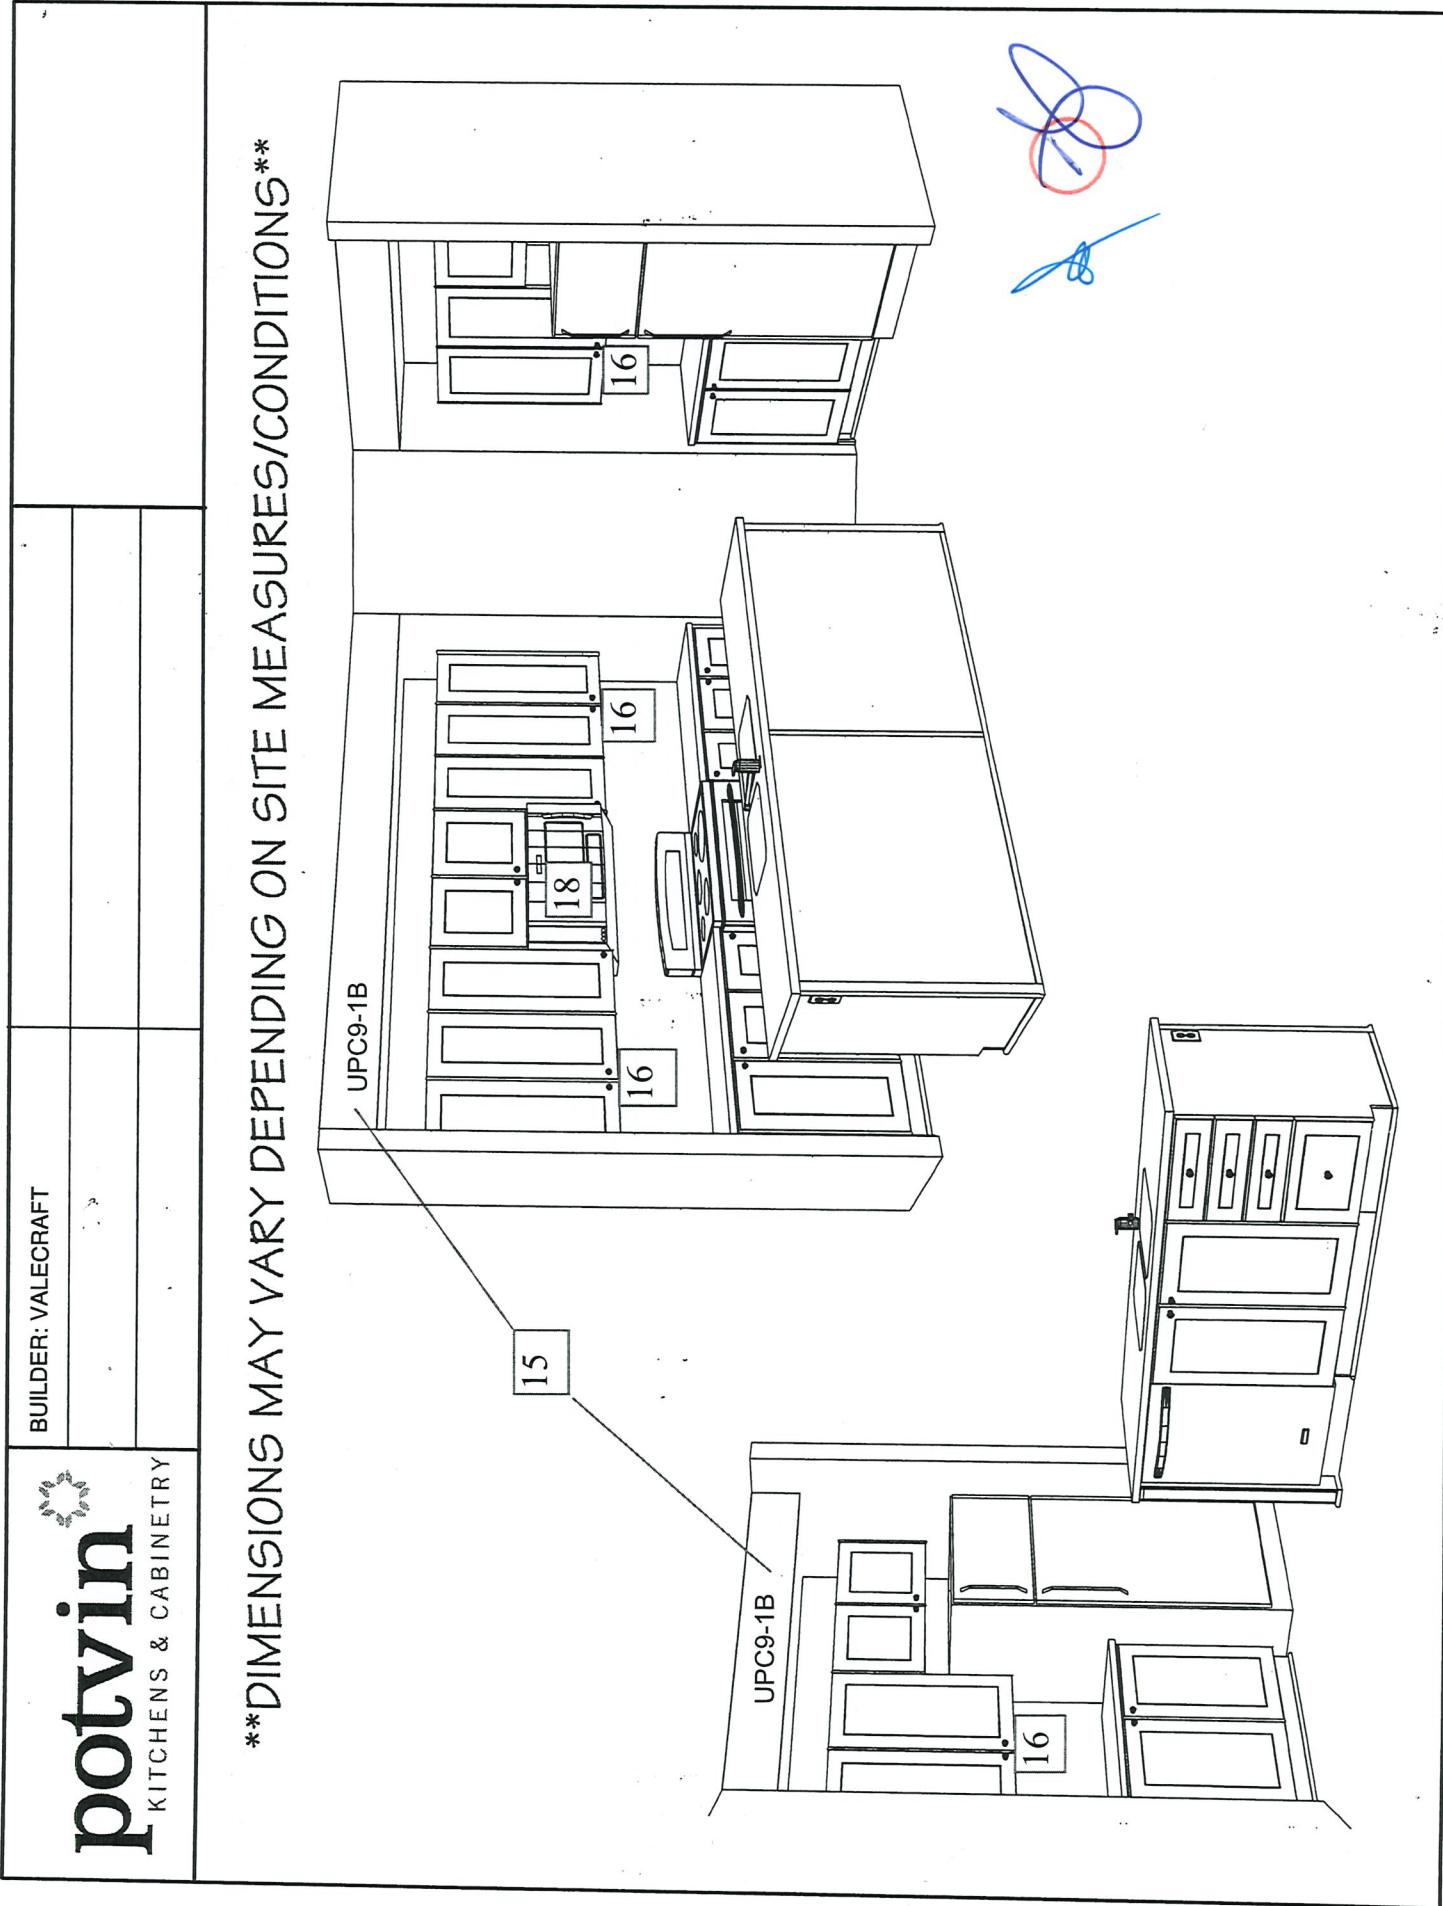 potvin
KITCHENS & CABINETRY
BUILDER: VALECRAFT
**DIMENSIONS MAY VARY DEPENDING ON SITE MEASURES/CONDITIONS**
UPC9-1B
15
16
18
16
16
UPC9-1B
16